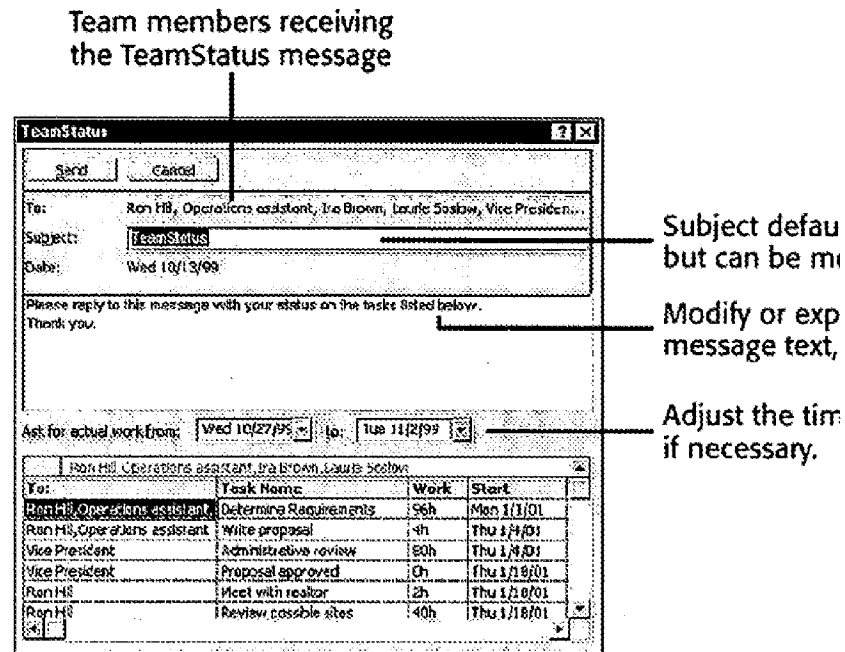 Team members receiving
the TeamStatus message
TeamStatus
Send Cancel
To: Ron Hill, Operations assistant, Ira Brown, Laurie Soslow, Vice Presiden...
Subject: TeamStatus
Subject defau
but can be m
Date: Wed 10/13/99
Please reply to this message with your status on the tasks listed below.
Thank you.
Modify or exp
message text,
Ask for actual work from: Wed 10/27/99 to: Tue 11/2/99
Adjust the tim
if necessary.
Ron Hill,Operations assistant,Ira Brown,Laurie Soslow
To: Task Name Work Start
Ron Hill,Operations assistant Determine Requirements 96h Mon 1/1/01
Ron Hill,Operations assistant Write proposal 4h Thu 1/4/01
Vice President Administrative review 80h Thu 1/4/01
Vice President Proposal approved 0h Thu 1/18/01
Ron Hill Meet with realtor 2h Thu 1/18/01
Ron Hill Review possible sites 40h Thu 1/18/01